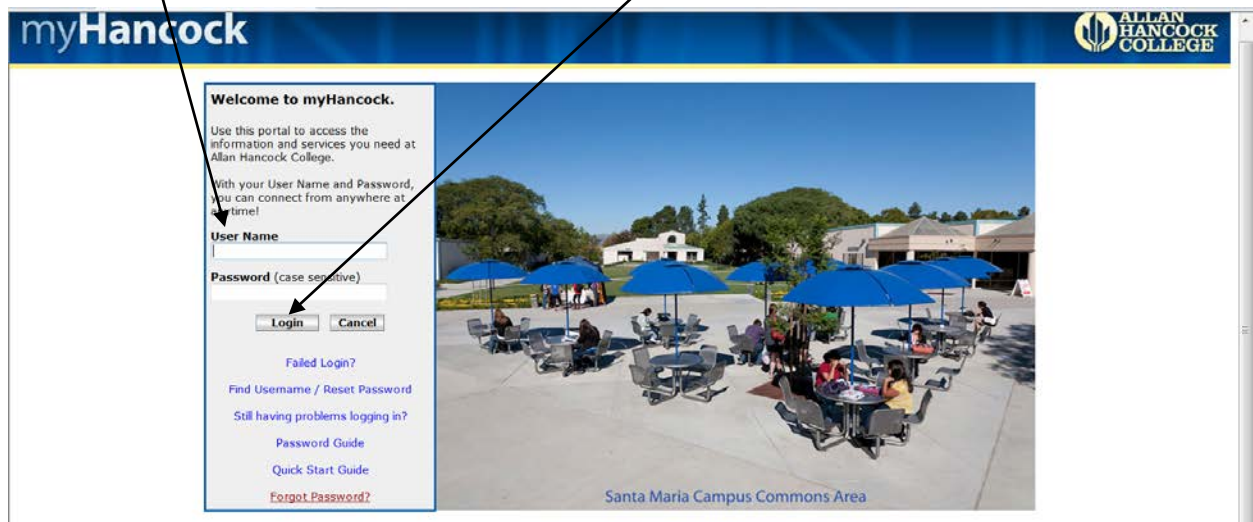 myHancock
ALLAN
HANCOCK
COLLEGE
Welcome to myHancock.
Use this portal to access the
information and services you need at
Allan Hancock College.
With your User Name and Password,
you can connect from anywhere at
anytime!
User Name
Password (case sensitive)
Login Cancel
Failed Login?
Find Username / Reset Password
Still having problems logging in?
Password Guide
Quick Start Guide
Forgot Password?
Santa Maria Campus Commons Area